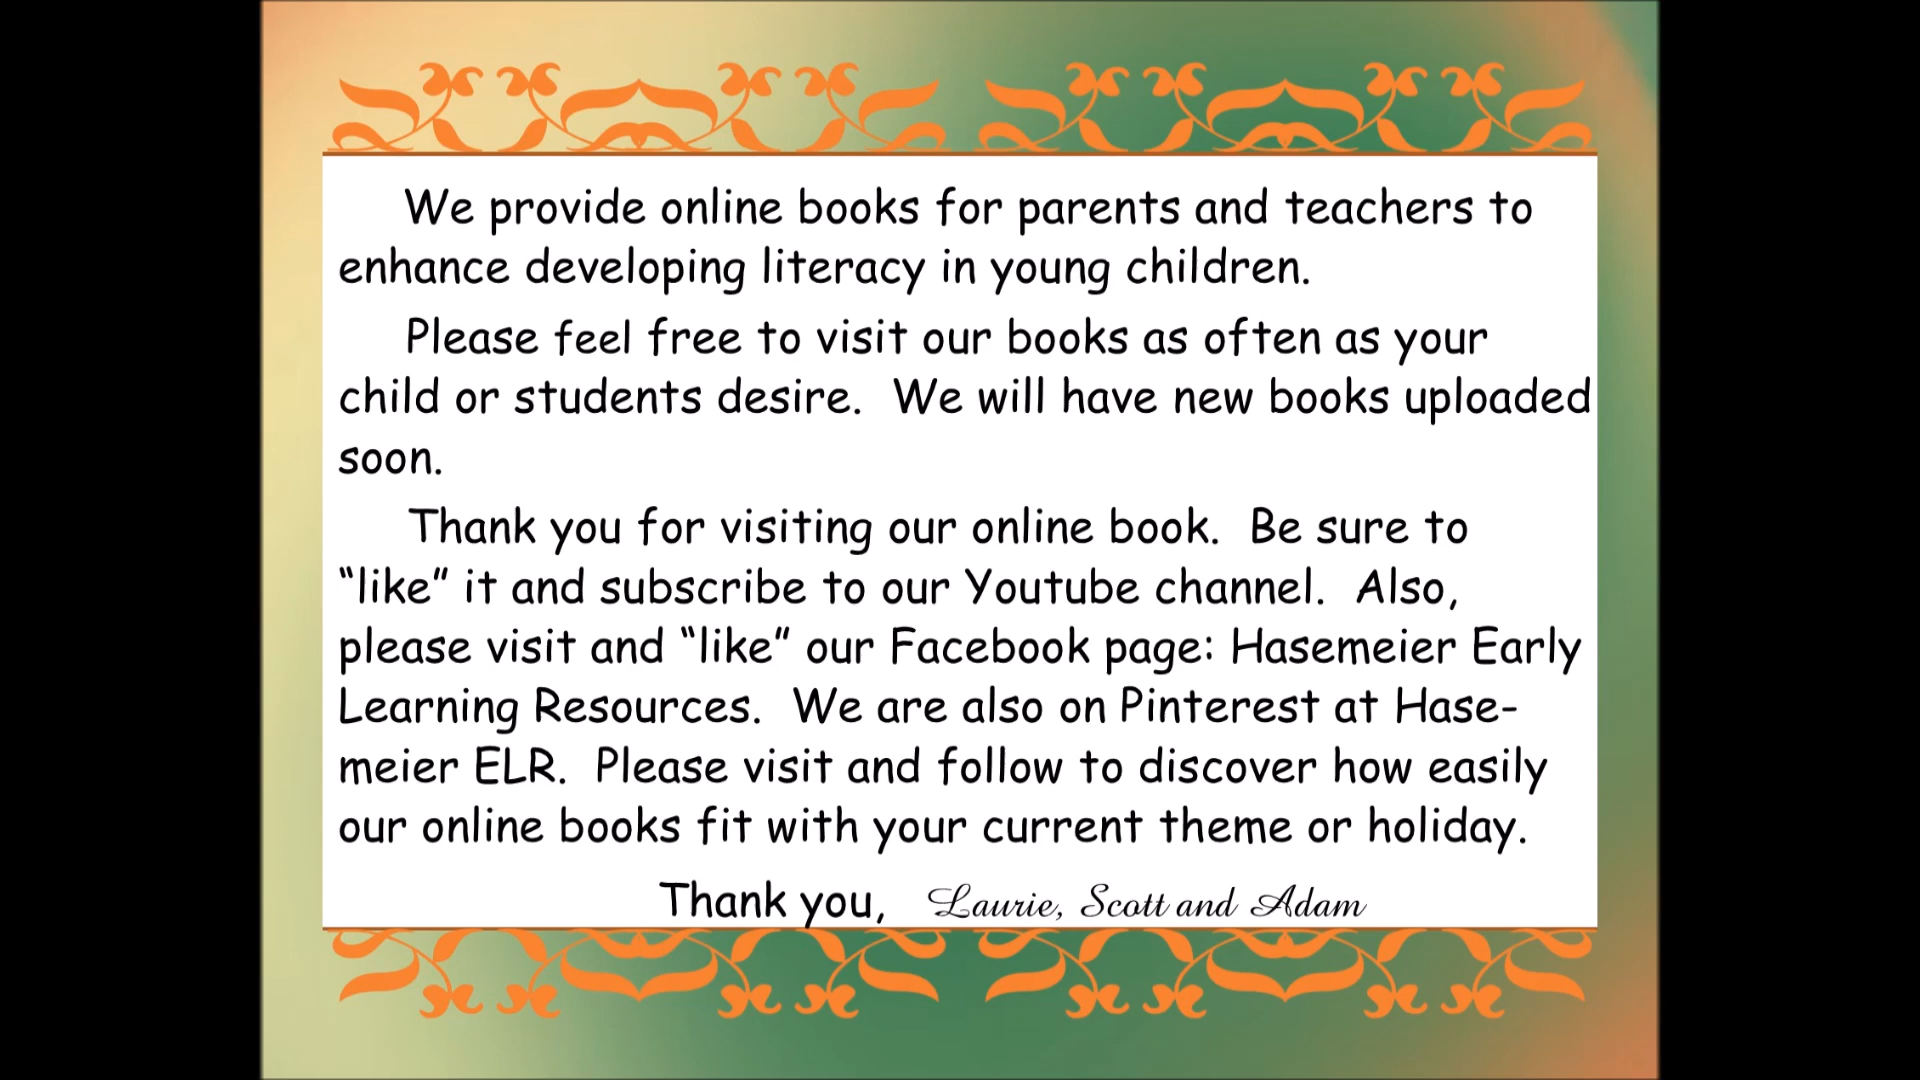 We provide online books for parents and teachers to
enhance developing literacy in young children.
Please feel free to visit our books as often as your
child or students desire.  We will have new books uploaded
soon.
Thank you for visiting our online book.  Be sure to
“like” it and subscribe to our Youtube channel.  Also,
please visit and “like” our Facebook page: Hasemeier Early
Learning Resources.  We are also on Pinterest at Hase-
meier ELR.  Please visit and follow to discover how easily
our online books fit with your current theme or holiday.
Thank you,   Laurie, Scott and Adam